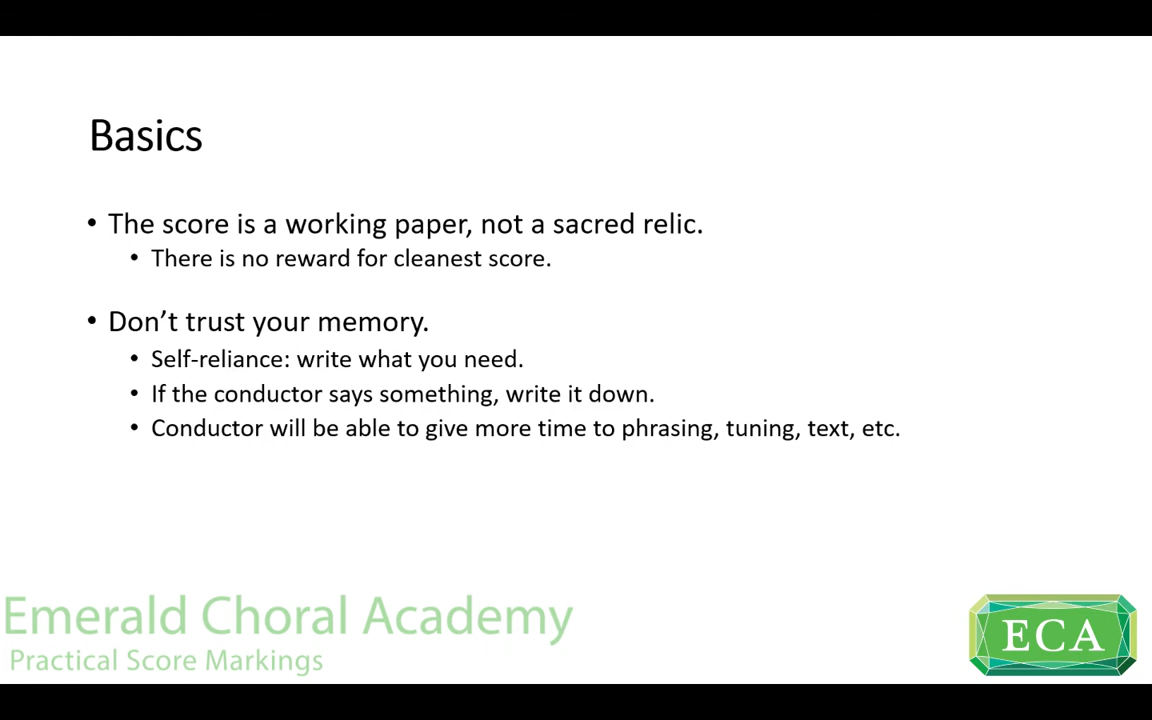 Basics
• The score is a working paper, not a sacred relic.
• There is no reward for cleanest score.
• Don’t trust your memory.
• Self-reliance: write what you need.
• If the conductor says something, write it down.
• Conductor will be able to give more time to phrasing, tuning, text, etc.
Emerald Choral Academy
Practical Score Markings
ECA